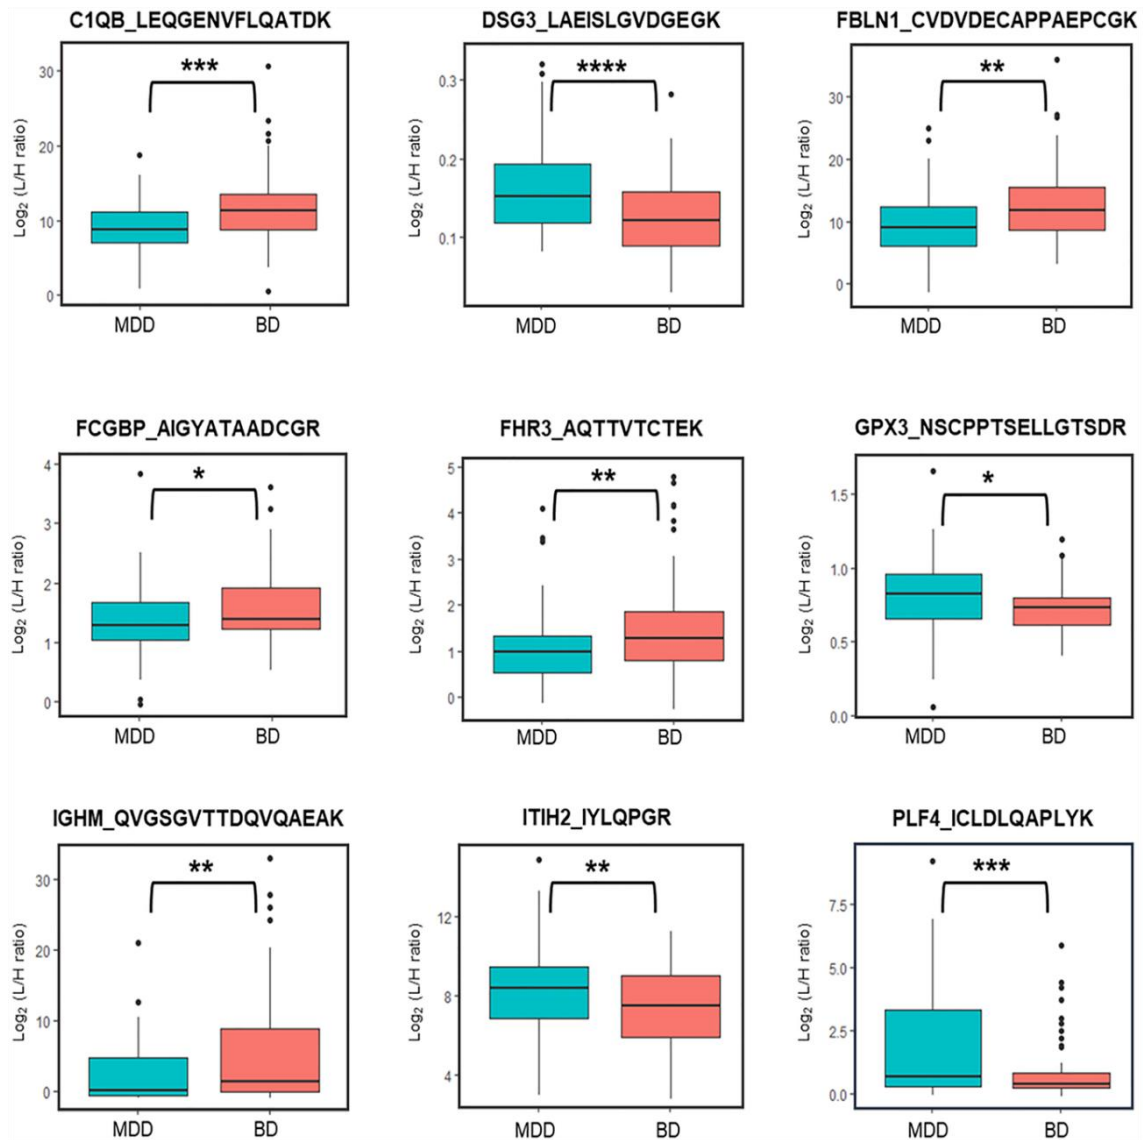 C1QB_LEQGENVFLQATDK
DSG3_LAEISLGVDGEGK
FBLN1_CVDVDECAPPAEPCGK
Log2 (L/H ratio)
30
20
10
0
***
MDD
BD
Log2 (L/H ratio)
0.3
0.2
0.1
****
MDD
BD
Log2 (L/H ratio)
30
20
10
0
**
MDD
BD
FCGBP_AIGYATAADCGR
FHR3_AQTTVTCTEK
GPX3_NSCPPTSELLGTSDR
Log2 (L/H ratio)
4
3
2
1
0
*
MDD
BD
Log2 (L/H ratio)
5
4
3
2
1
0
**
MDD
BD
Log2 (L/H ratio)
1.5
1.0
0.5
0.0
*
MDD
BD
IGHM_QVGSGVTTDQVQAEAK
ITIH2_IYLQPGR
PLF4_ICLDLQAPLYK
Log2 (L/H ratio)
30
20
10
0
**
MDD
BD
Log2 (L/H ratio)
12
8
4
**
MDD
BD
Log2 (L/H ratio)
7.5
5.0
2.5
0.0
***
MDD
BD